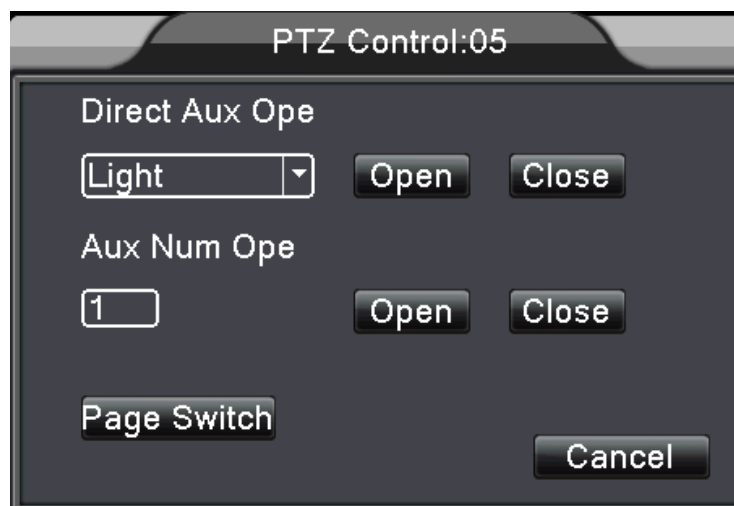 PTZ Control:05
Direct Aux Ope
Light Open Close
Aux Num Ope
1 Open Close
Page Switch
Cancel